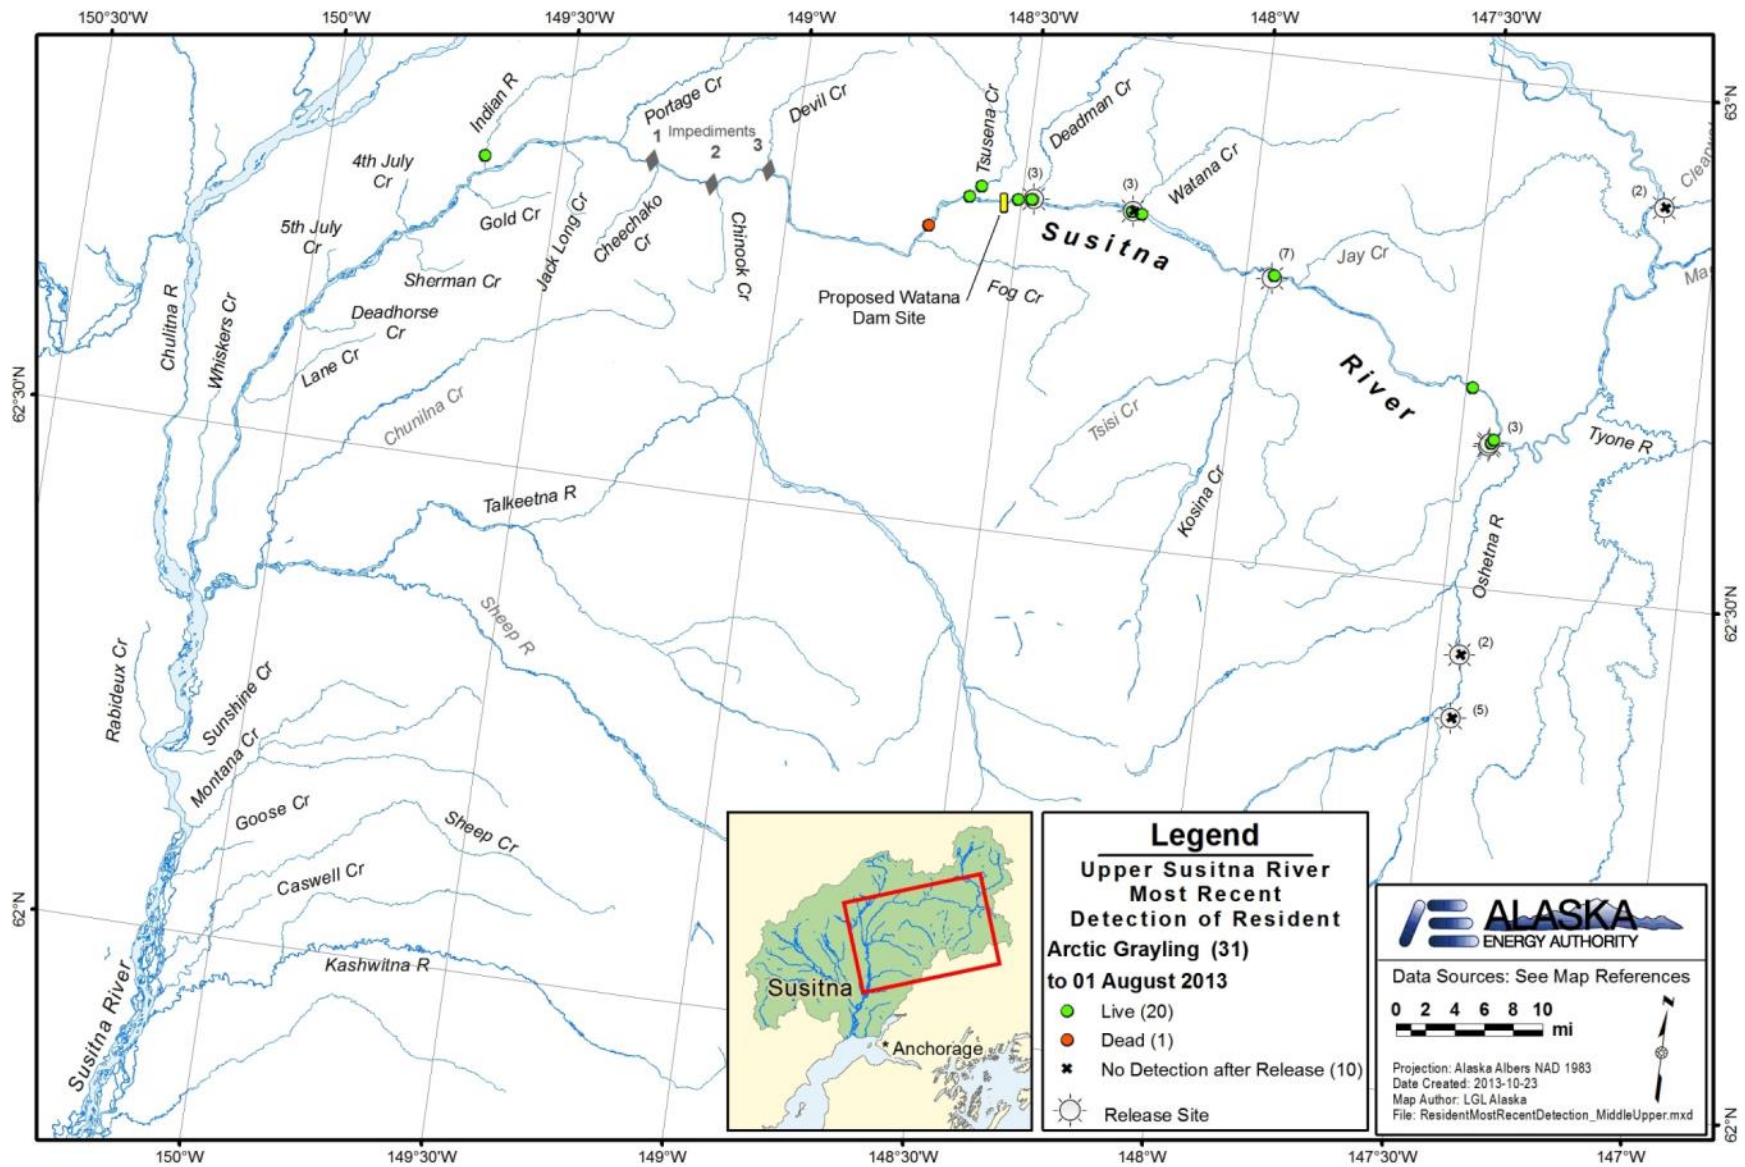 150°30'W 150°W 149°30'W 149°W 148°30'W 148°W 147°30'W
63°N
62°30'N
62°30'N
62°N
62°N
150°W 149°30'W 149°W 148°30'W 148°W 147°30'W 147°W
Indian R
Portage Cr
Impediments
1
2
3
Devil Cr
Tsusena Cr
Deadman Cr
Watana Cr
(3)
(3)
(2)
4th July
Cr
5th July
Cr
Gold Cr
Sherman Cr
Jack Long Cr
Cheechako
Cr
Chinook Cr
Susitna
River
Fog Cr
Proposed Watana
Dam Site
(7)
Jay Cr
Chulitna R
Whiskers Cr
Deadhorse
Cr
Lane Cr
Chunilna Cr
Talkeetna R
Tsisi Cr
Kosina Cr
(3)
Tyone R
Oshetna R
(2)
(5)
Sheep R
Rabideux Cr
Sunshine Cr
Montana Cr
Goose Cr
Sheep Cr
Caswell Cr
Kashwitna R
Susitna River
Susitna
Anchorage
Legend
Upper Susitna River
Most Recent
Detection of Resident
Arctic Grayling (31)
to 01 August 2013
Live (20)
Dead (1)
No Detection after Release (10)
Release Site
ALASKA
ENERGY AUTHORITY
Data Sources: See Map References
0 2 4 6 8 10
mi
N
Projection: Alaska Albers NAD 1983
Date Created: 2013-10-23
Map Author: LGL Alaska
File: ResidentMostRecentDetection_MiddleUpper.mxd